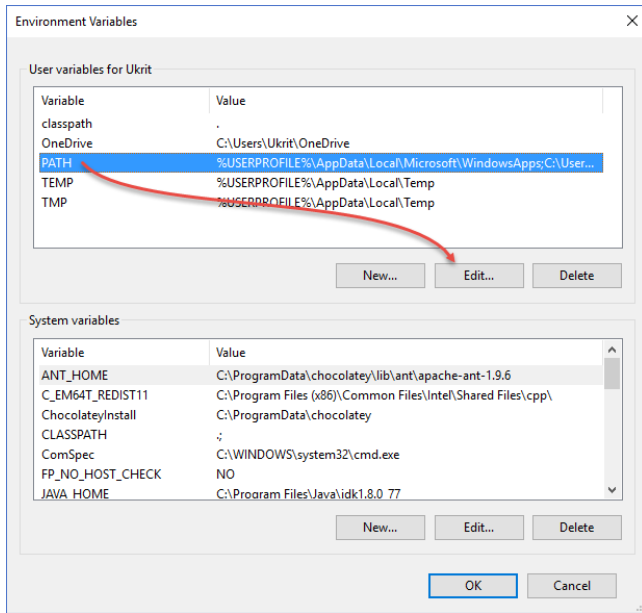 Environment Variables
User variables for Ukrit
Variable Value
classpath .
OneDrive C:\Users\Ukrit\OneDrive
PATH %USERPROFILE%\AppData\Local\Microsoft\WindowsApps;C:\User...
TEMP %USERPROFILE%\AppData\Local\Temp
TMP %USERPROFILE%\AppData\Local\Temp
New... Edit... Delete
System variables
Variable Value
ANT_HOME C:\ProgramData\chocolatey\lib\ant\apache-ant-1.9.6
C_EM64T_REDIST11 C:\Program Files (x86)\Common Files\Intel\Shared Files\cpp\
ChocolateyInstall C:\ProgramData\chocolatey
CLASSPATH .;
ComSpec C:\WINDOWS\system32\cmd.exe
FP_NO_HOST_CHECK NO
JAVA_HOME C:\Program Files\Java\jdk1.8.0_77
New... Edit... Delete
OK Cancel